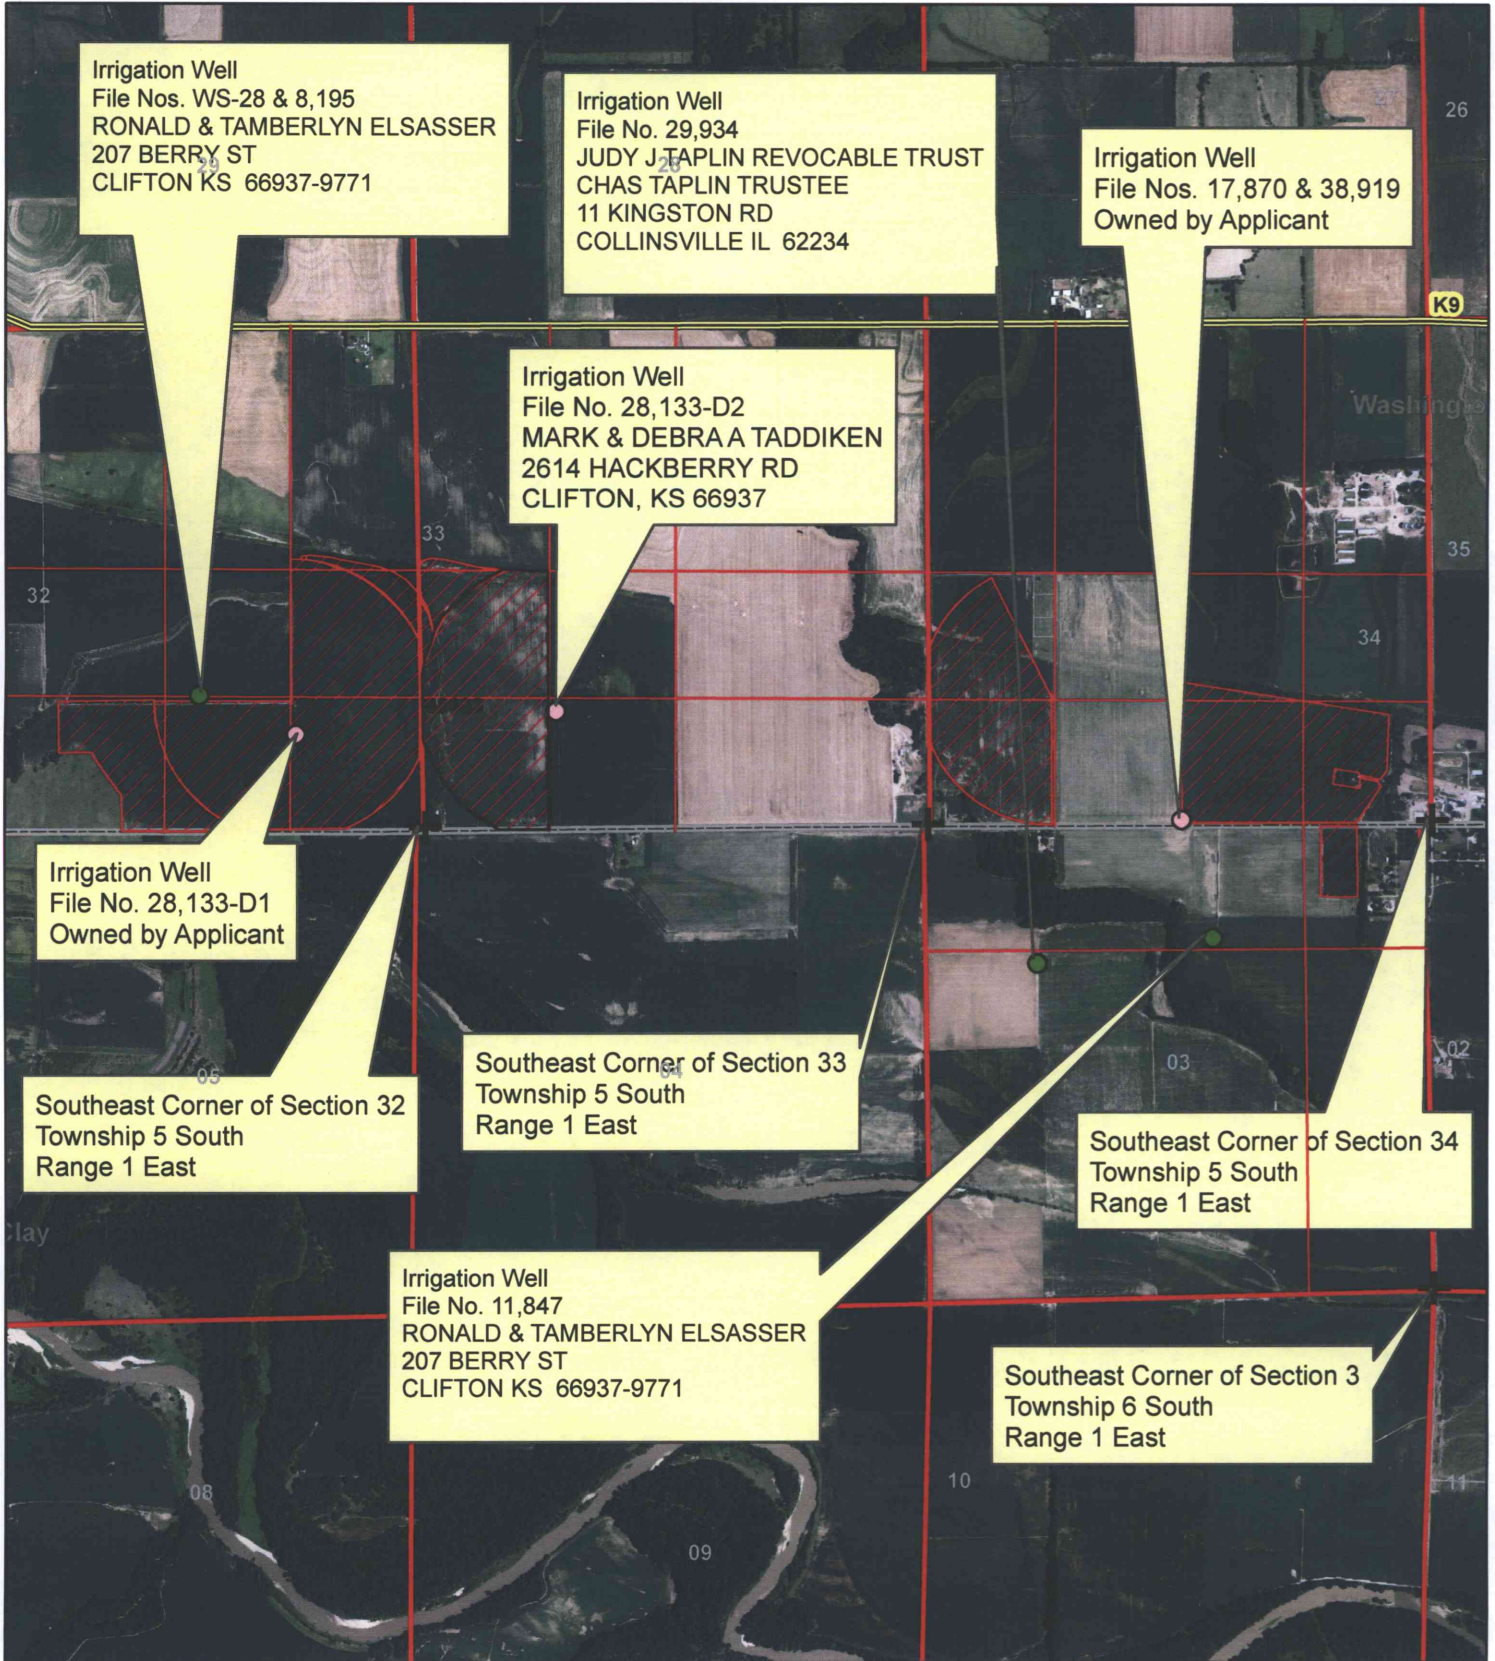 Irrigation Well
File Nos. WS-28 & 8,195
RONALD & TAMBERLYN ELSASSER
207 BERRY ST
CLIFTON KS 66937-9771
29
Irrigation Well
File No. 29,934
JUDY J TAPLIN REVOCABLE TRUST
CHAS TAPLIN TRUSTEE
11 KINGSTON RD
COLLINSVILLE IL 62234
28
Irrigation Well
File Nos. 17,870 & 38,919
Owned by Applicant
27
26
K9
Irrigation Well
File No. 28,133-D2
MARK & DEBRA A TADDIKEN
2614 HACKBERRY RD
CLIFTON, KS 66937
Washingto
33
35
32
34
Irrigation Well
File No. 28,133-D1
Owned by Applicant
05
Southeast Corner of Section 32
Township 5 South
Range 1 East
04
Southeast Corner of Section 33
Township 5 South
Range 1 East
03
02
Southeast Corner of Section 34
Township 5 South
Range 1 East
Clay
Irrigation Well
File No. 11,847
RONALD & TAMBERLYN ELSASSER
207 BERRY ST
CLIFTON KS 66937-9771
Southeast Corner of Section 3
Township 6 South
Range 1 East
08
09
10
11